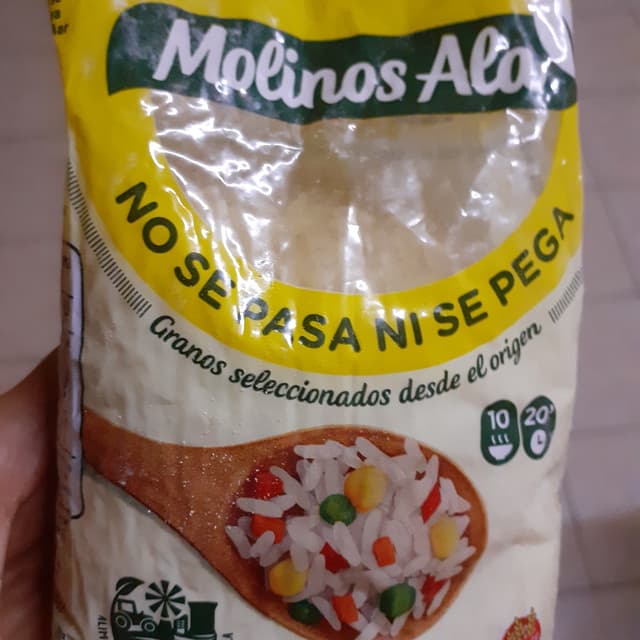 Molinos Ala
NO SE PASA NI SE PEGA
Granos seleccionados desde el origen
10 20'